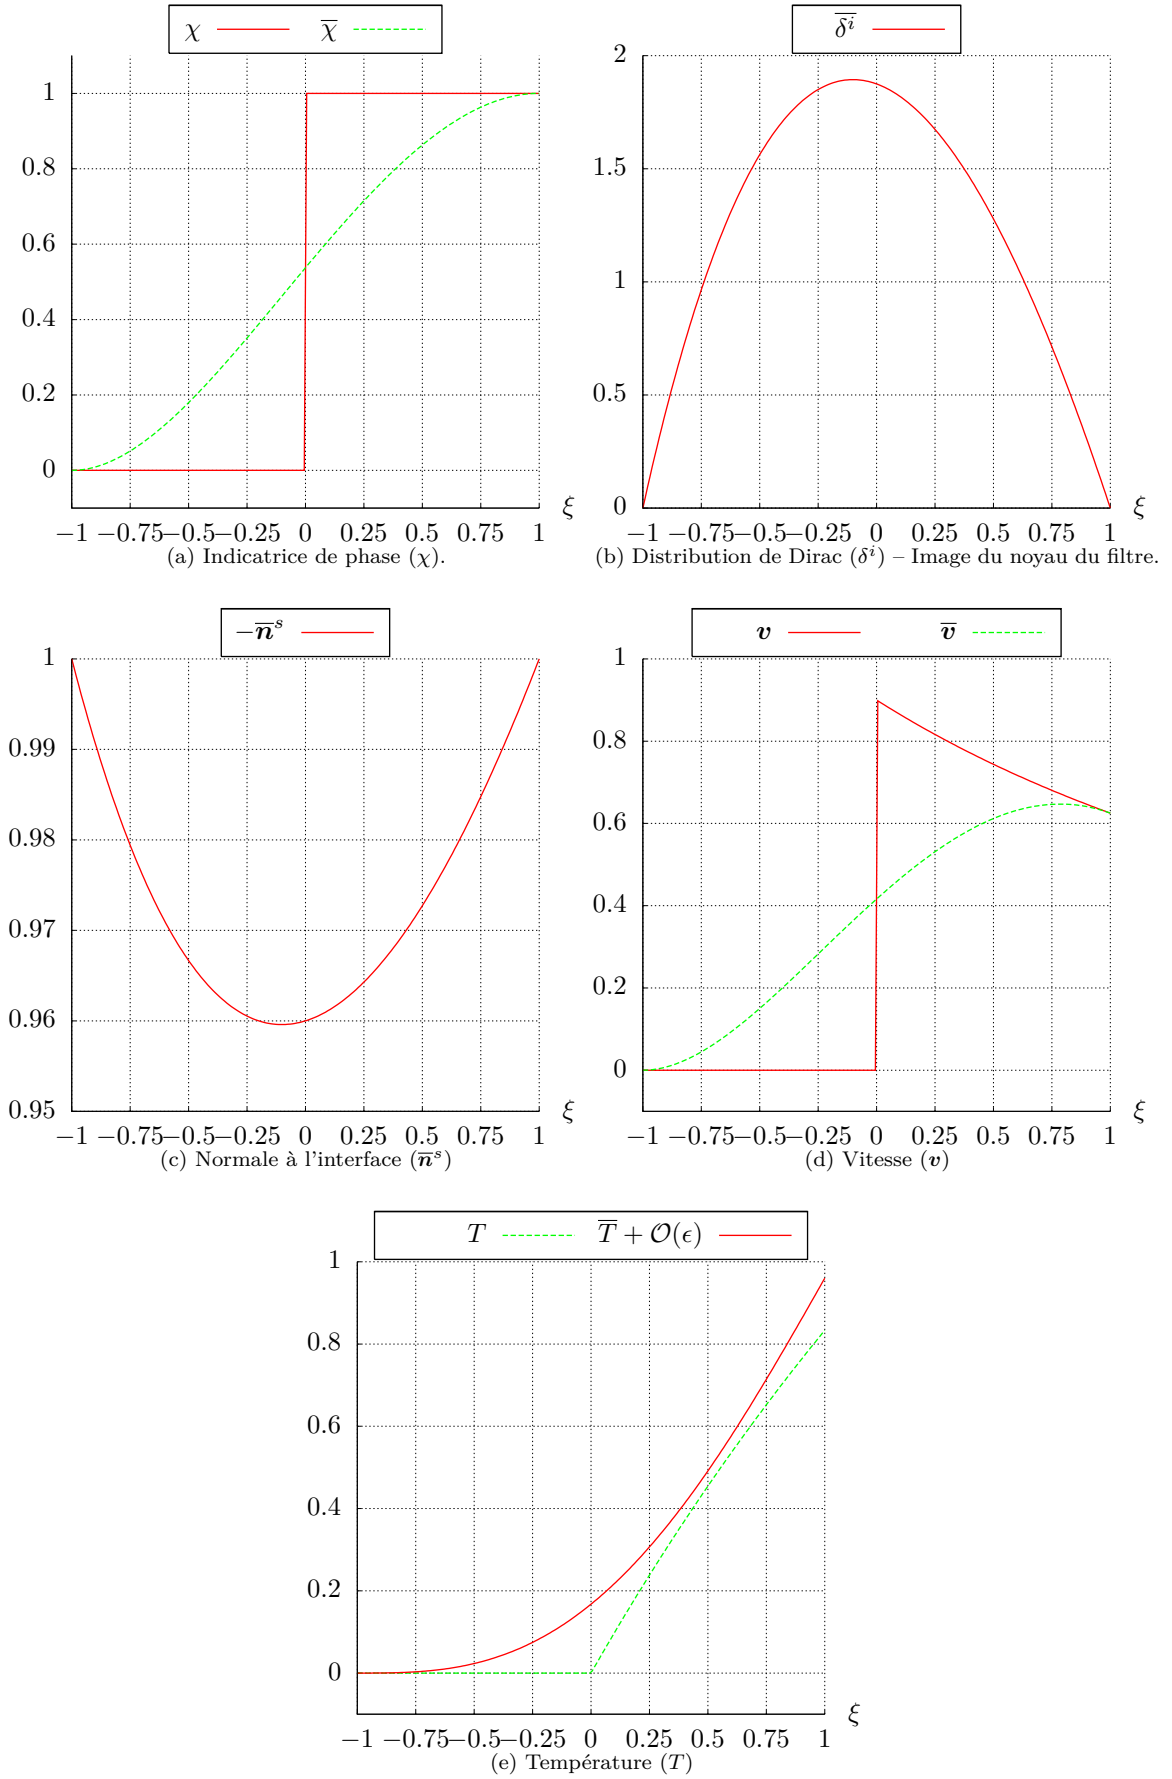 χ χ̅
1
0.8
0.6
0.4
0.2
0
−1 −0.75 −0.5 −0.25 0 0.25 0.5 0.75 1
ξ
(a) Indicatrice de phase (χ).
δ̅ⁱ
2
1.5
1
0.5
0
−1 −0.75 −0.5 −0.25 0 0.25 0.5 0.75 1
ξ
(b) Distribution de Dirac (δⁱ) – Image du noyau du filtre.
−n̅ˢ
1
0.99
0.98
0.97
0.96
0.95
−1 −0.75 −0.5 −0.25 0 0.25 0.5 0.75 1
ξ
(c) Normale à l'interface (n̅ˢ)
v v̅
1
0.8
0.6
0.4
0.2
0
−1 −0.75 −0.5 −0.25 0 0.25 0.5 0.75 1
ξ
(d) Vitesse (v)
T T̅ + O(ϵ)
1
0.8
0.6
0.4
0.2
0
−1 −0.75 −0.5 −0.25 0 0.25 0.5 0.75 1
ξ
(e) Température (T)